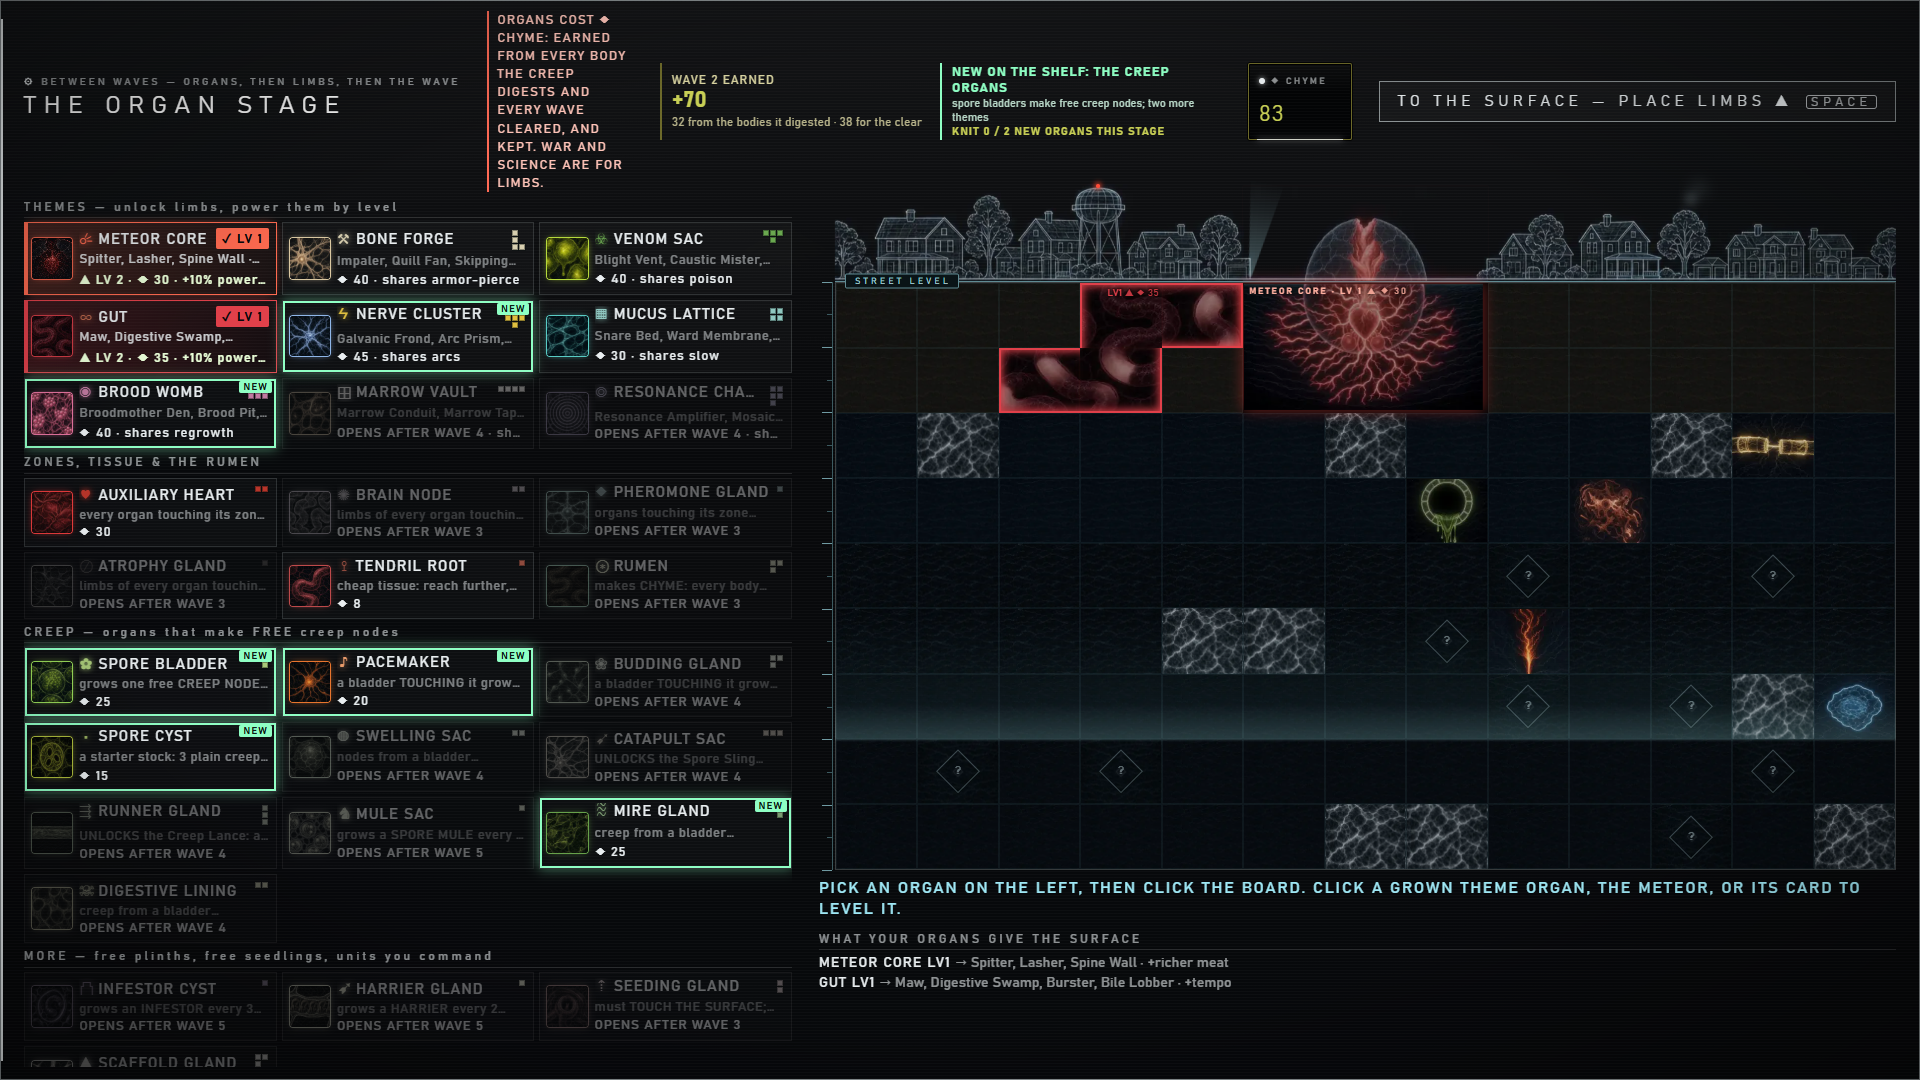 BETWEEN WAVES — ORGANS, THEN LIMBS, THEN THE WAVE
THE ORGAN STAGE
ORGANS COST ◆
CHYME: EARNED
FROM EVERY BODY
THE CREEP
DIGESTS AND
EVERY WAVE
CLEARED, AND
KEPT. WAR AND
SCIENCE ARE FOR
LIMBS.
WAVE 2 EARNED
+70
32 from the bodies it digested · 38 for the clear
NEW ON THE SHELF: THE CREEP
ORGANS
spore bladders make free creep nodes; two more
themes
KNIT 0 / 2 NEW ORGANS THIS STAGE
◆ CHYME
83
TO THE SURFACE — PLACE LIMBS ▲ SPACE
THEMES — unlock limbs, power them by level
METEOR CORE ✓ LV 1
Spitter, Lasher, Spine Wall ·…
▲ LV 2 · ◆ 30 · +10% power…
BONE FORGE
Impaler, Quill Fan, Skipping…
◆ 40 · shares armor-pierce
VENOM SAC
Blight Vent, Caustic Mister,…
◆ 40 · shares poison
GUT ✓ LV 1
Maw, Digestive Swamp,…
▲ LV 2 · ◆ 35 · +10% power…
NERVE CLUSTER NEW
Galvanic Frond, Arc Prism,…
◆ 45 · shares arcs
MUCUS LATTICE
Snare Bed, Ward Membrane,…
◆ 30 · shares slow
BROOD WOMB NEW
Broodmother Den, Brood Pit,…
◆ 40 · shares regrowth
MARROW VAULT
Marrow Conduit, Marrow Tap…
OPENS AFTER WAVE 4 · sh…
RESONANCE CHA…
Resonance Amplifier, Mosaic…
OPENS AFTER WAVE 4 · sh…
ZONES, TISSUE & THE RUMEN
AUXILIARY HEART
every organ touching its zon…
◆ 30
BRAIN NODE
limbs of every organ touchin…
OPENS AFTER WAVE 3
PHEROMONE GLAND
organs touching its zone…
OPENS AFTER WAVE 3
ATROPHY GLAND
limbs of every organ touchin…
OPENS AFTER WAVE 3
TENDRIL ROOT
cheap tissue: reach further,…
◆ 8
RUMEN
makes CHYME: every body…
OPENS AFTER WAVE 3
CREEP — organs that make FREE creep nodes
SPORE BLADDER NEW
grows one free CREEP NODE…
◆ 25
PACEMAKER NEW
a bladder TOUCHING it grow…
◆ 20
BUDDING GLAND
a bladder TOUCHING it grow…
OPENS AFTER WAVE 4
SPORE CYST NEW
a starter stock: 3 plain creep…
◆ 15
SWELLING SAC
nodes from a bladder…
OPENS AFTER WAVE 4
CATAPULT SAC
UNLOCKS the Spore Sling…
OPENS AFTER WAVE 4
RUNNER GLAND
UNLOCKS the Creep Lance: a…
OPENS AFTER WAVE 4
MULE SAC
grows a SPORE MULE every …
OPENS AFTER WAVE 5
MIRE GLAND NEW
creep from a bladder…
◆ 25
DIGESTIVE LINING
creep from a bladder…
OPENS AFTER WAVE 4
MORE — free plinths, free seedlings, units you command
INFESTOR CYST
grows an INFESTOR every 3…
OPENS AFTER WAVE 5
HARRIER GLAND
grows a HARRIER every 2…
OPENS AFTER WAVE 5
SEEDING GLAND
must TOUCH THE SURFACE;…
OPENS AFTER WAVE 3
SCAFFOLD GLAND
STREET LEVEL
LV1 ▲ ◆ 35
METEOR CORE · LV 1 ▲ ◆ 30
?
?
?
?
?
?
?
?
?
PICK AN ORGAN ON THE LEFT, THEN CLICK THE BOARD. CLICK A GROWN THEME ORGAN, THE METEOR, OR ITS CARD TO
LEVEL IT.
WHAT YOUR ORGANS GIVE THE SURFACE
METEOR CORE LV1 → Spitter, Lasher, Spine Wall · +richer meat
GUT LV1 → Maw, Digestive Swamp, Burster, Bile Lobber · +tempo